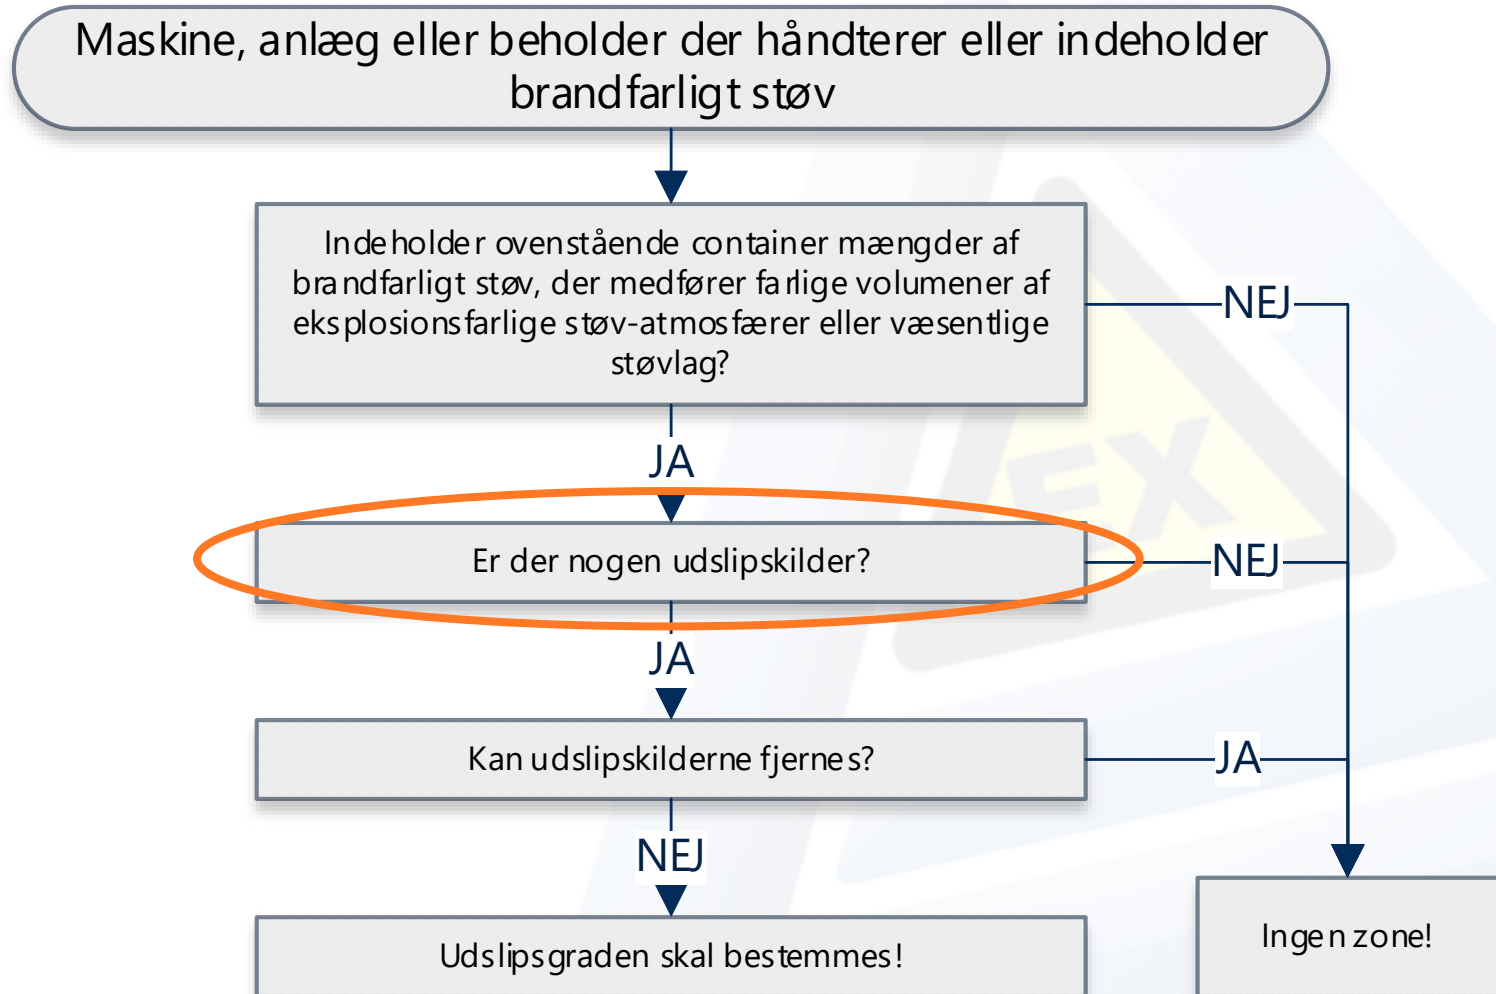 Maskine, anlæg eller beholder der håndterer eller indeholder
brandfarligt støv
Indeholder ovenstående container mængder af
brandfarligt støv, der medfører farlige volumener af
eksplosionsfarlige støv-atmosfærer eller væsentlige
støvlag?
NEJ
JA
Er der nogen udslipskilder?
NEJ
JA
Kan udslipskilderne fjernes?
JA
NEJ
Udslipsgraden skal bestemmes!
Ingen zone!
EX